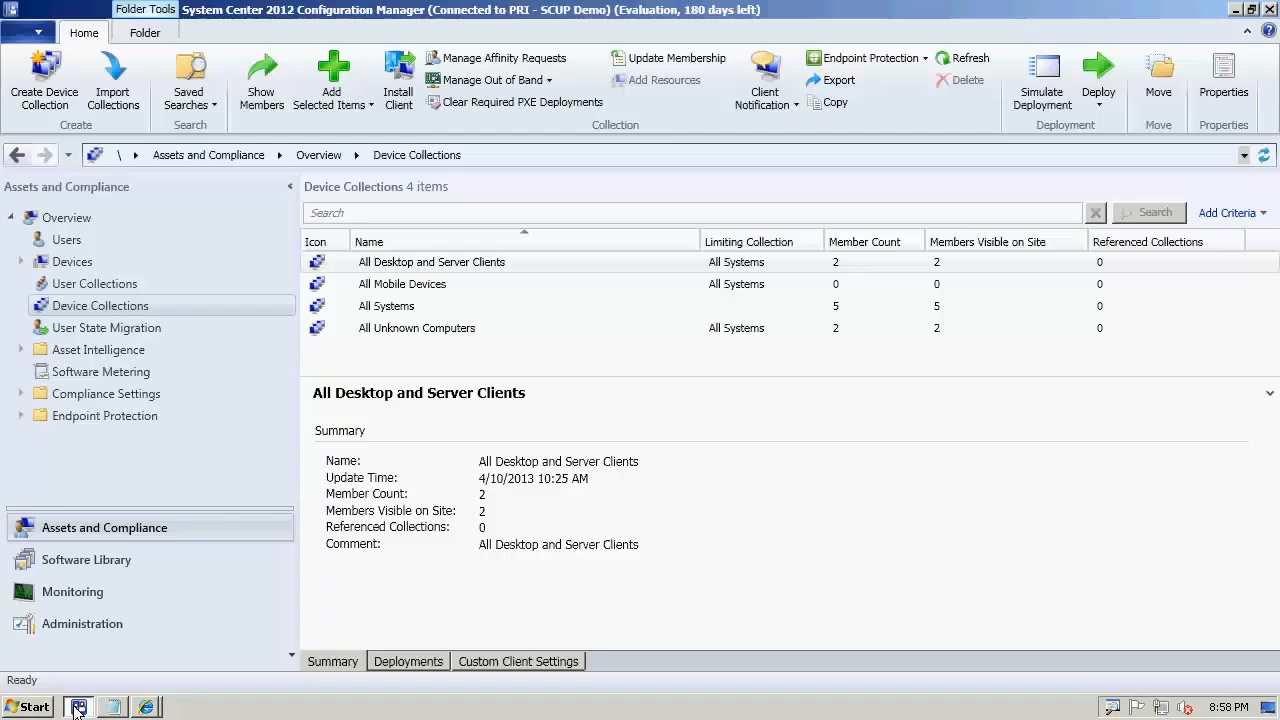 Folder Tools System Center 2012 Configuration Manager (Connected to PRI - SCUP Demo) (Evaluation, 180 days left)
Home Folder
Create Device Collection
Import Collections
Create
Saved Searches
Search
Show Members
Add Selected Items
Install Client
Manage Affinity Requests
Manage Out of Band
Clear Required PXE Deployments
Update Membership
Add Resources
Client Notification
Endpoint Protection
Export
Copy
Refresh
Delete
Collection
Simulate Deployment
Deploy
Deployment
Move
Move
Properties
Properties
\ Assets and Compliance Overview Device Collections
Assets and Compliance
Overview
Users
Devices
User Collections
Device Collections
User State Migration
Asset Intelligence
Software Metering
Compliance Settings
Endpoint Protection
Assets and Compliance
Software Library
Monitoring
Administration
Device Collections 4 items
Search Search Add Criteria
Icon Name Limiting Collection Member Count Members Visible on Site Referenced Collections
All Desktop and Server Clients All Systems 2 2 0
All Mobile Devices All Systems 0 0 0
All Systems 5 5 0
All Unknown Computers All Systems 2 2 0
All Desktop and Server Clients
Summary
Name: All Desktop and Server Clients
Update Time: 4/10/2013 10:25 AM
Member Count: 2
Members Visible on Site: 2
Referenced Collections: 0
Comment: All Desktop and Server Clients
Summary Deployments Custom Client Settings
Ready
Start 8:58 PM